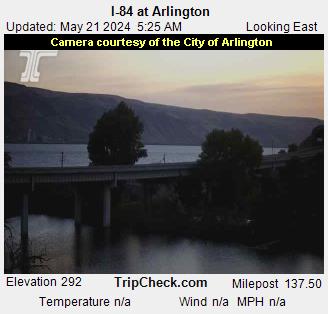 I-84 at Arlington
Updated: May 21 2024 5:25 AM Looking East
Camera courtesy of the City of Arlington
Elevation 292 TripCheck.com Milepost 137.50
Temperature n/a Wind n/a MPH n/a